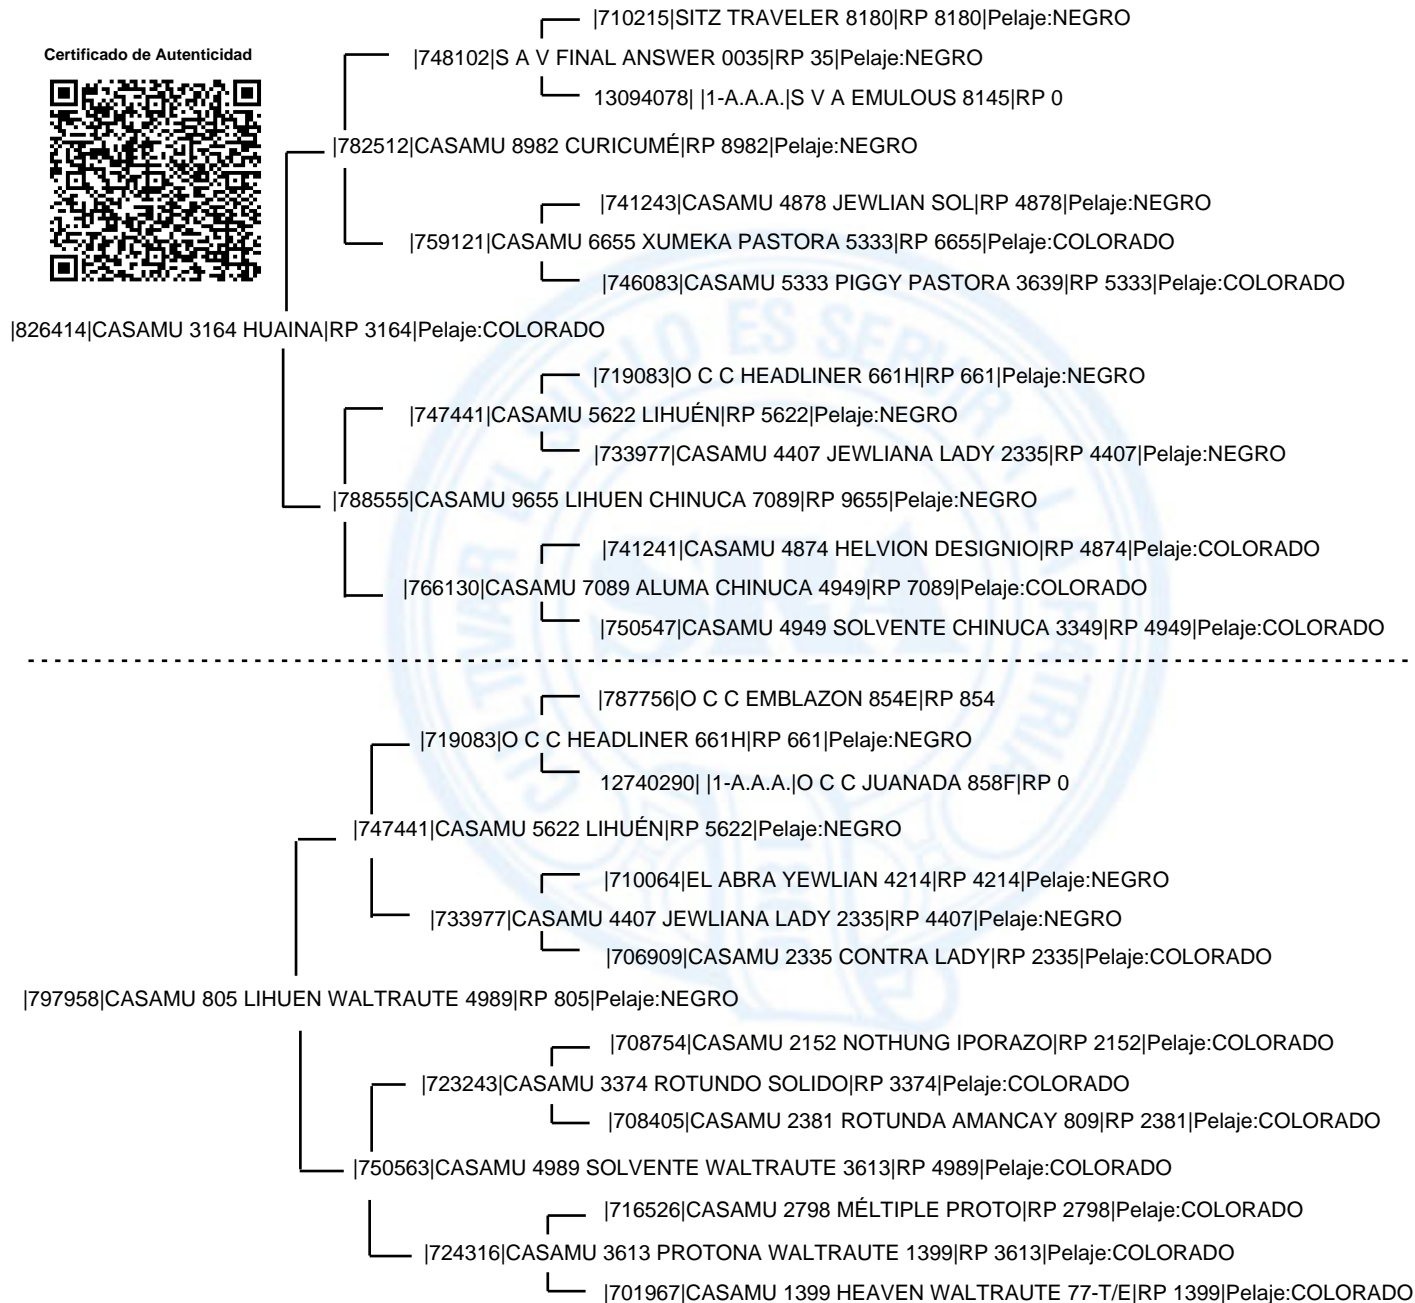 |710215|SITZ TRAVELER 8180|RP 8180|Pelaje:NEGRO
Certificado de Autenticidad
|748102|S A V FINAL ANSWER 0035|RP 35|Pelaje:NEGRO
13094078| |1-A.A.A.|S V A EMULOUS 8145|RP 0
|782512|CASAMU 8982 CURICUMÉ|RP 8982|Pelaje:NEGRO
|741243|CASAMU 4878 JEWLIAN SOL|RP 4878|Pelaje:NEGRO
|759121|CASAMU 6655 XUMEKA PASTORA 5333|RP 6655|Pelaje:COLORADO
|746083|CASAMU 5333 PIGGY PASTORA 3639|RP 5333|Pelaje:COLORADO
|826414|CASAMU 3164 HUAINA|RP 3164|Pelaje:COLORADO
|719083|O C C HEADLINER 661H|RP 661|Pelaje:NEGRO
|747441|CASAMU 5622 LIHUÉN|RP 5622|Pelaje:NEGRO
|733977|CASAMU 4407 JEWLIANA LADY 2335|RP 4407|Pelaje:NEGRO
|788555|CASAMU 9655 LIHUEN CHINUCA 7089|RP 9655|Pelaje:NEGRO
|741241|CASAMU 4874 HELVION DESIGNIO|RP 4874|Pelaje:COLORADO
|766130|CASAMU 7089 ALUMA CHINUCA 4949|RP 7089|Pelaje:COLORADO
|750547|CASAMU 4949 SOLVENTE CHINUCA 3349|RP 4949|Pelaje:COLORADO
|787756|O C C EMBLAZON 854E|RP 854
|719083|O C C HEADLINER 661H|RP 661|Pelaje:NEGRO
12740290| |1-A.A.A.|O C C JUANADA 858F|RP 0
|747441|CASAMU 5622 LIHUÉN|RP 5622|Pelaje:NEGRO
|710064|EL ABRA YEWLIAN 4214|RP 4214|Pelaje:NEGRO
|733977|CASAMU 4407 JEWLIANA LADY 2335|RP 4407|Pelaje:NEGRO
|706909|CASAMU 2335 CONTRA LADY|RP 2335|Pelaje:COLORADO
|797958|CASAMU 805 LIHUEN WALTRAUTE 4989|RP 805|Pelaje:NEGRO
|708754|CASAMU 2152 NOTHUNG IPORAZO|RP 2152|Pelaje:COLORADO
|723243|CASAMU 3374 ROTUNDO SOLIDO|RP 3374|Pelaje:COLORADO
|708405|CASAMU 2381 ROTUNDA AMANCAY 809|RP 2381|Pelaje:COLORADO
|750563|CASAMU 4989 SOLVENTE WALTRAUTE 3613|RP 4989|Pelaje:COLORADO
|716526|CASAMU 2798 MÉLTIPLE PROTO|RP 2798|Pelaje:COLORADO
|724316|CASAMU 3613 PROTONA WALTRAUTE 1399|RP 3613|Pelaje:COLORADO
|701967|CASAMU 1399 HEAVEN WALTRAUTE 77-T/E|RP 1399|Pelaje:COLORADO
CULTIVAR EL SUELO ES SERVIR A LA PATRIA
SRA
1866